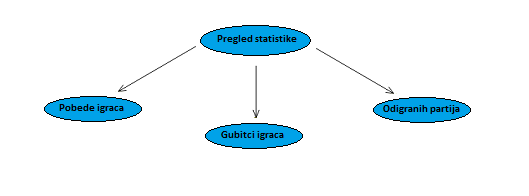 Pregled statistike
Pobede igraca
Gubitci igraca
Odigranih partija